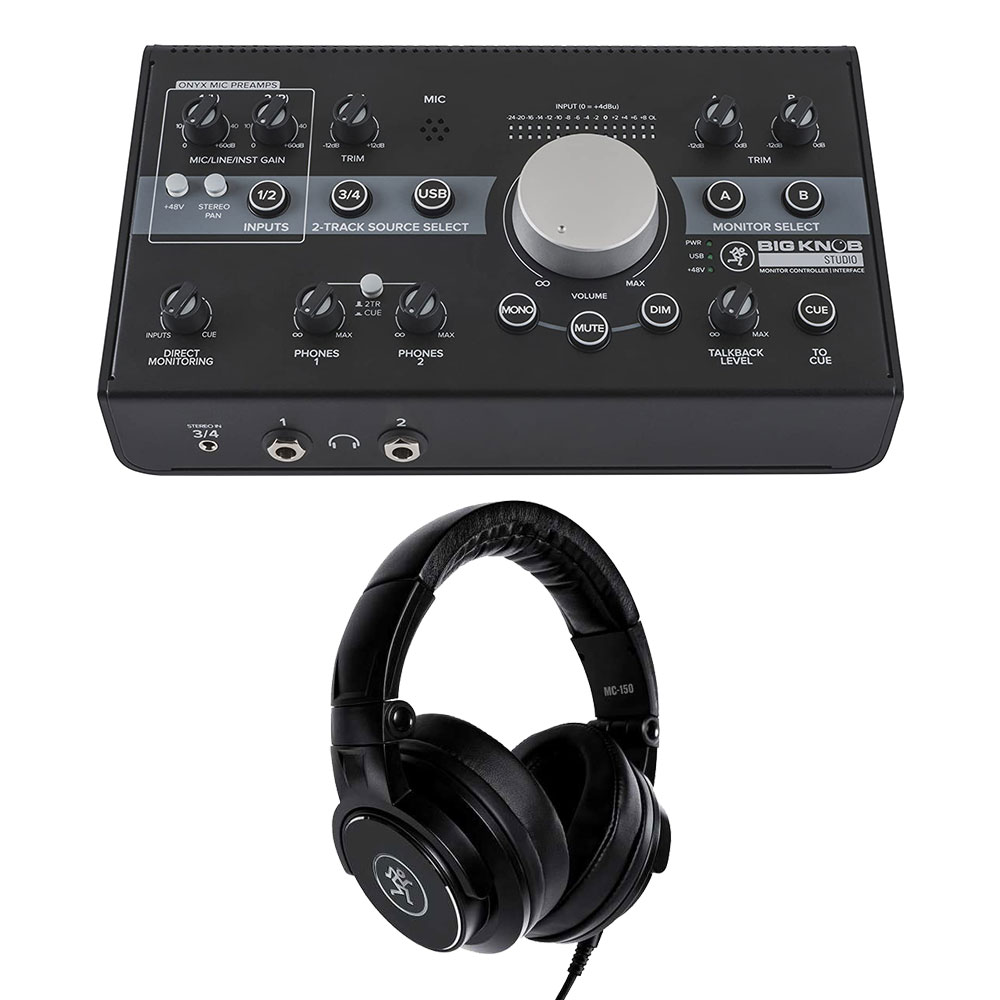 ONYX MIC PREAMPS
10 40 10 40
0 +60dB 0 +60dB
MIC/LINE/INST GAIN
-12dB +12dB
TRIM
MIC
INPUT (0 = +4dBu)
-24 -20 -16 -14 -12 -10 -8 -6 -4 -2 0 +2 +4 +6 +8 OL
A B
-12dB 0dB -12dB 0dB
TRIM
+48V
STEREO
PAN
1/2
INPUTS
3/4
USB
2-TRACK SOURCE SELECT
A
B
MONITOR SELECT
PWR
USB
+48V
BIG KNOB
STUDIO
MONITOR CONTROLLER | INTERFACE
∞ MAX
VOLUME
MONO
MUTE
DIM
INPUTS CUE
DIRECT
MONITORING
2TR
CUE
∞ MAX
PHONES
1
∞ MAX
PHONES
2
∞ MAX
TALKBACK
LEVEL
CUE
TO
CUE
STEREO IN
3/4
1
2
MC-150